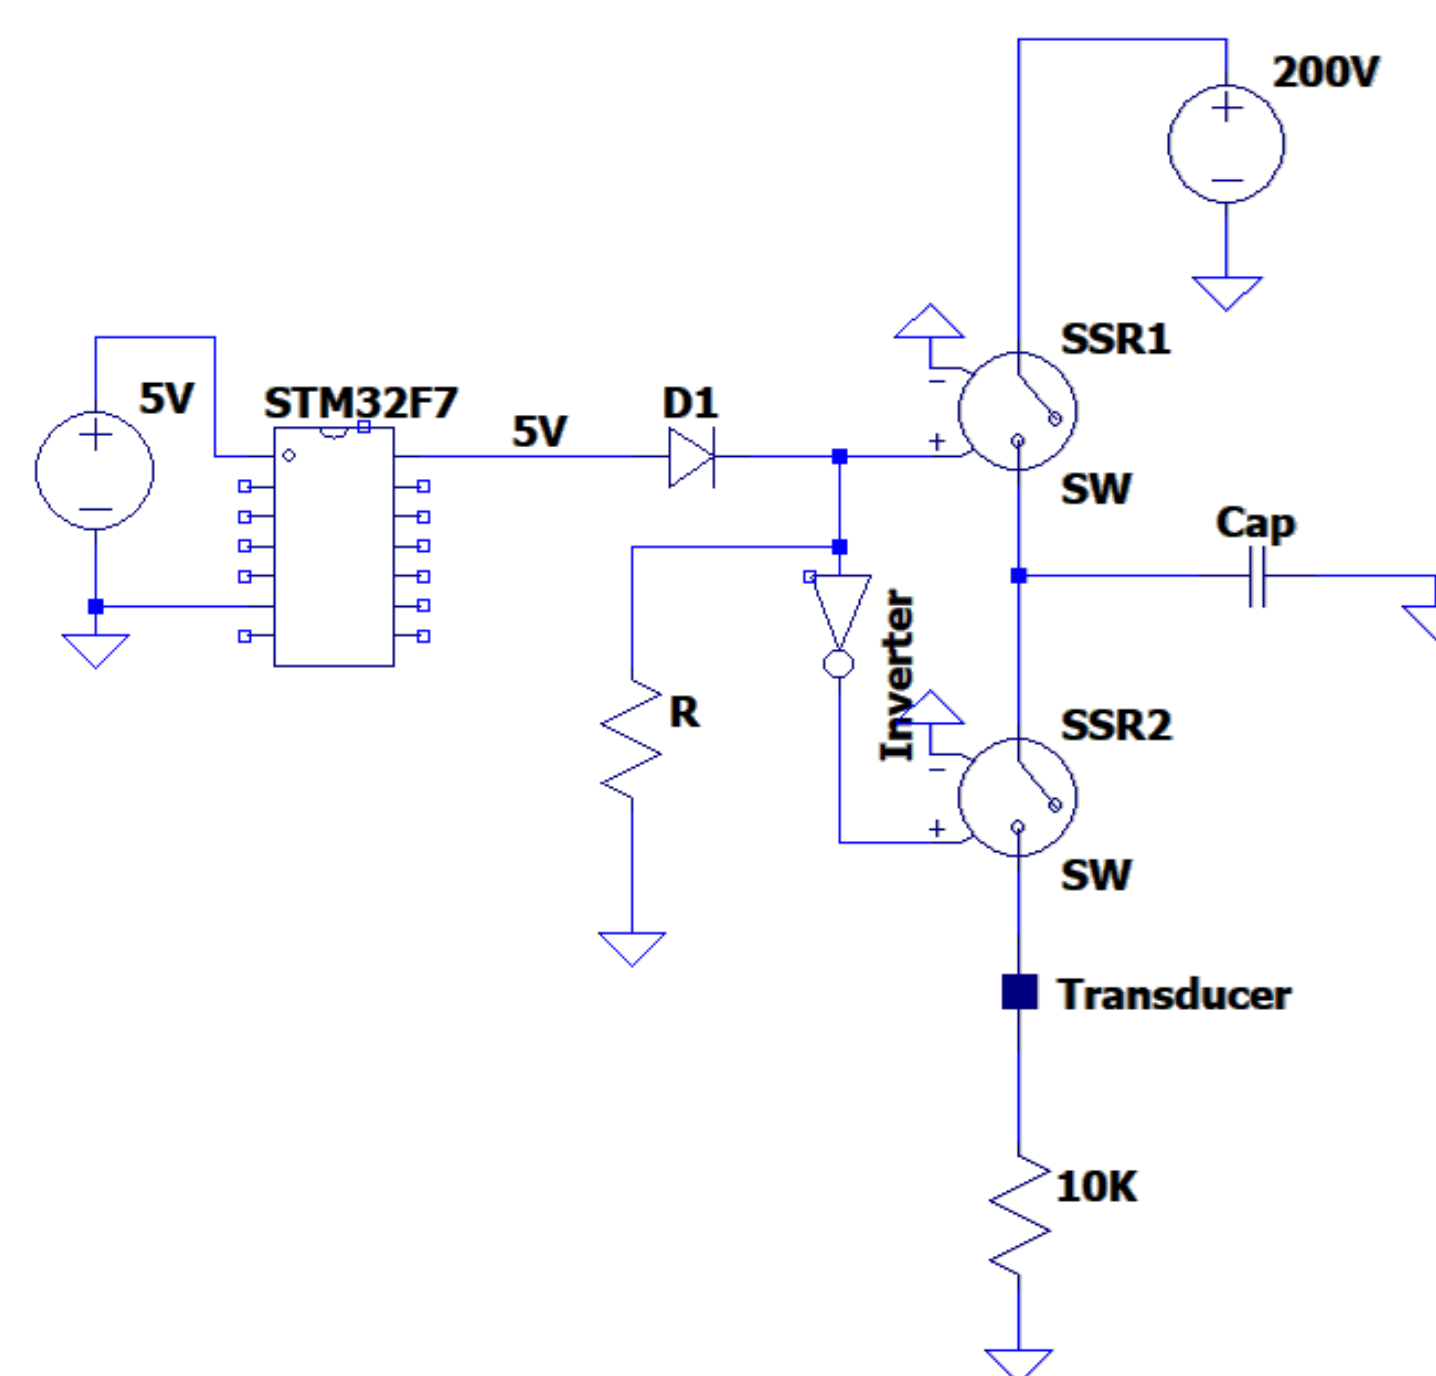 200V
SSR1
5V
STM32F7
5V
D1
SW
Cap
Inverter
R
SSR2
SW
Transducer
10K